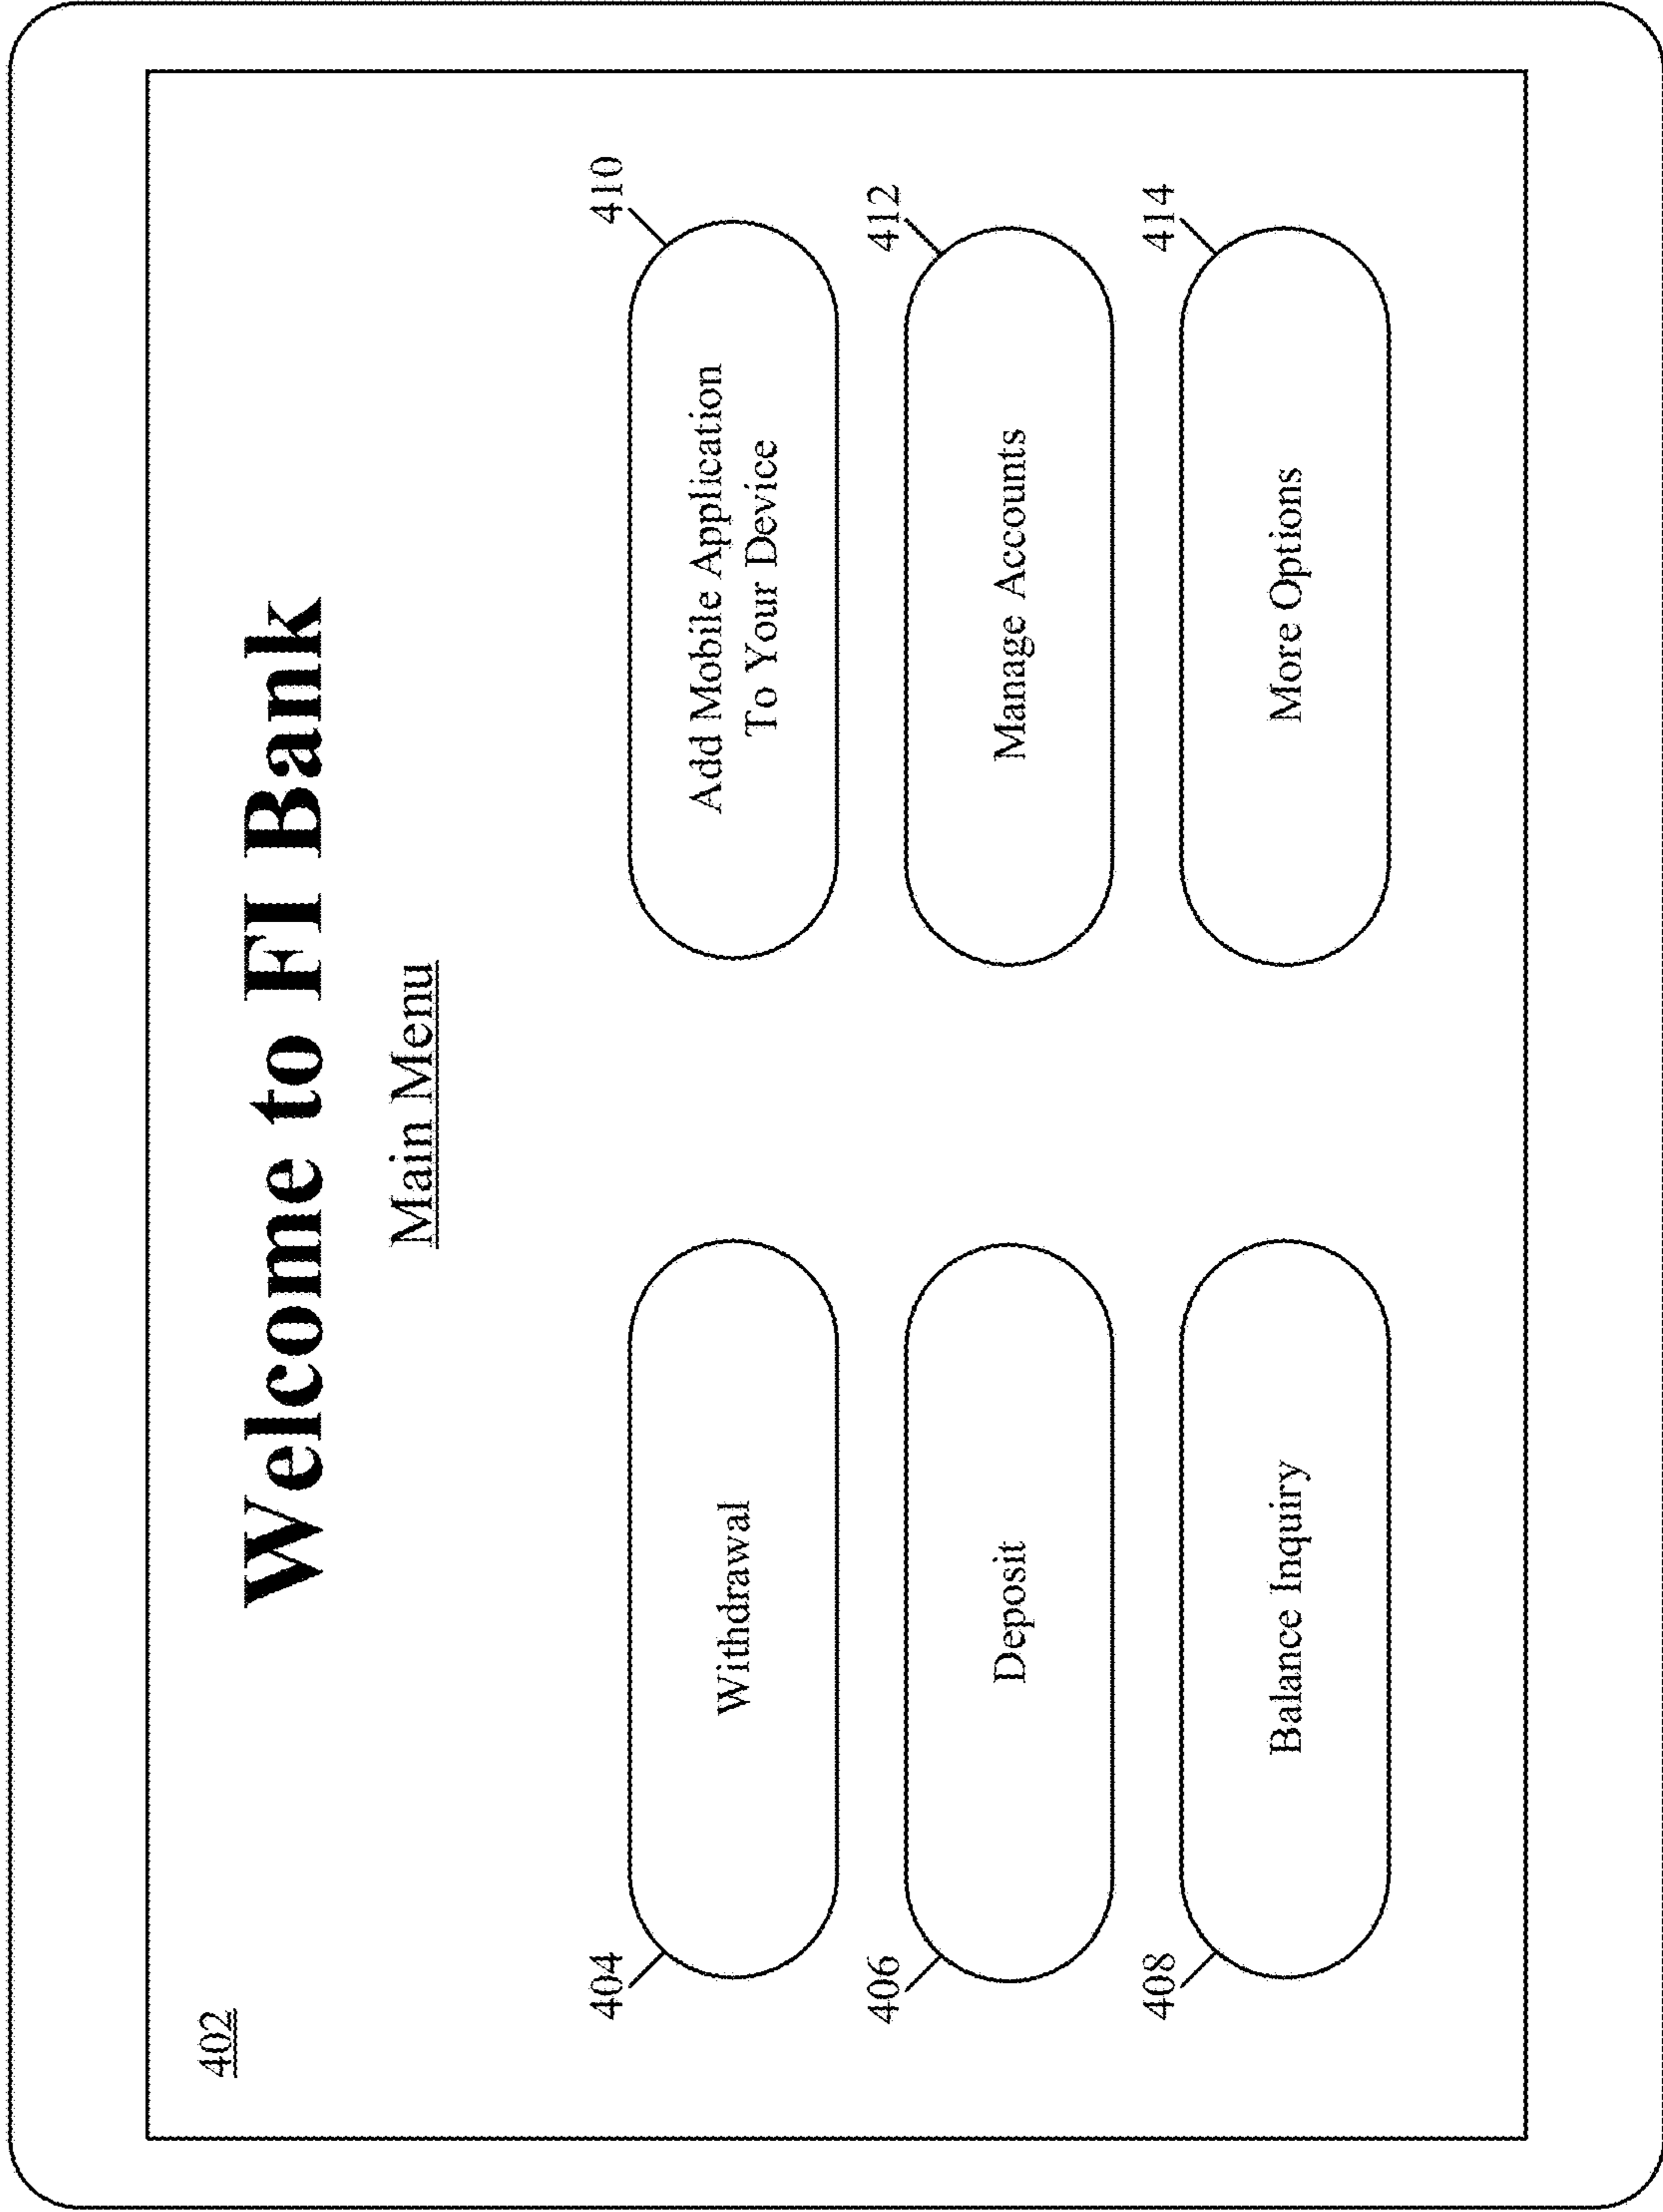 402
Welcome to FI Bank
Main Menu
404
Withdrawal
410
Add Mobile Application
To Your Device
406
Deposit
412
Manage Accounts
408
Balance Inquiry
414
More Options